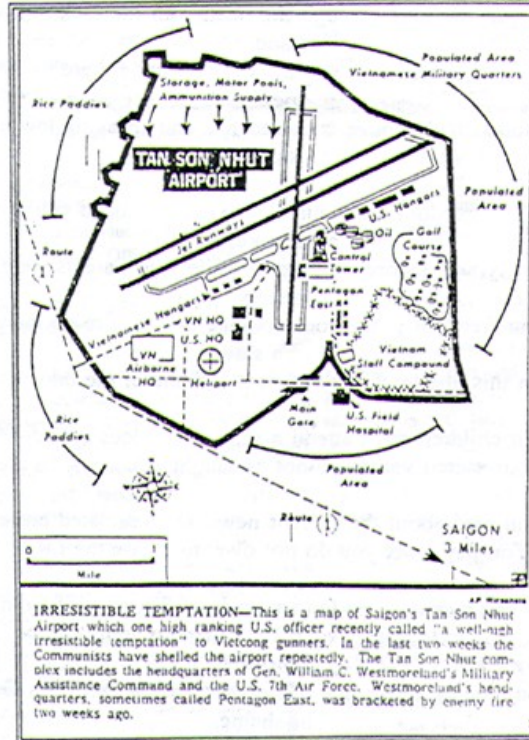 Populated Area
Vietnamese Military Quarters
Storage, Motor Pools,
Ammunition Supply
Rice Paddies
TAN SON NHUT
AIRPORT
Jet Runways
U.S. Hangars
Oil
Golf
Course
Populated
Area
Control
Tower
Pentagon
East
Vietnamese Hangars
VN HQ
U.S. HQ
VN
Airborne
HQ
Heliport
Vietnam
Site Command
Route
1
Rice
Paddies
Main
Gate
U.S. Field
Hospital
Populated
Area
Route 1
SAIGON
3 Miles
0
Mile
AP Wirephoto
IRRESISTIBLE TEMPTATION—This is a map of Saigon's Tan Son Nhut
Airport which one high ranking U.S. officer recently called "a well-nigh
irresistible temptation" to Vietcong gunners. In the last two weeks the
Communists have shelled the airport repeatedly. The Tan Son Nhut com-
plex includes the headquarters of Gen. William C. Westmoreland's Military
Assistance Command and the U.S. 7th Air Force. Westmoreland's head-
quarters, sometimes called Pentagon East, was bracketed by enemy fire
two weeks ago.